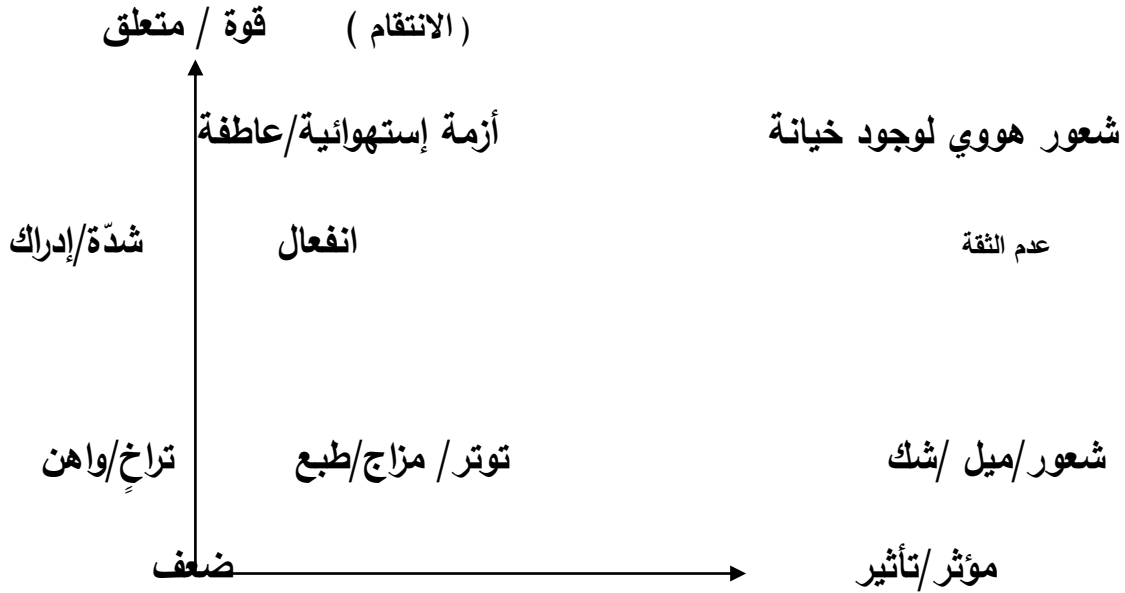 قوة / متعلق ( الانتقام )
شعور هووي لوجود خيانة أزمة إستهوائية/عاطفة
عدم الثقة انفعال شدّة/إدراك
شعور/ميل /شك توتر/ مزاج/طبع تراخٍ/واهن
مؤثر/تأثير ضعف